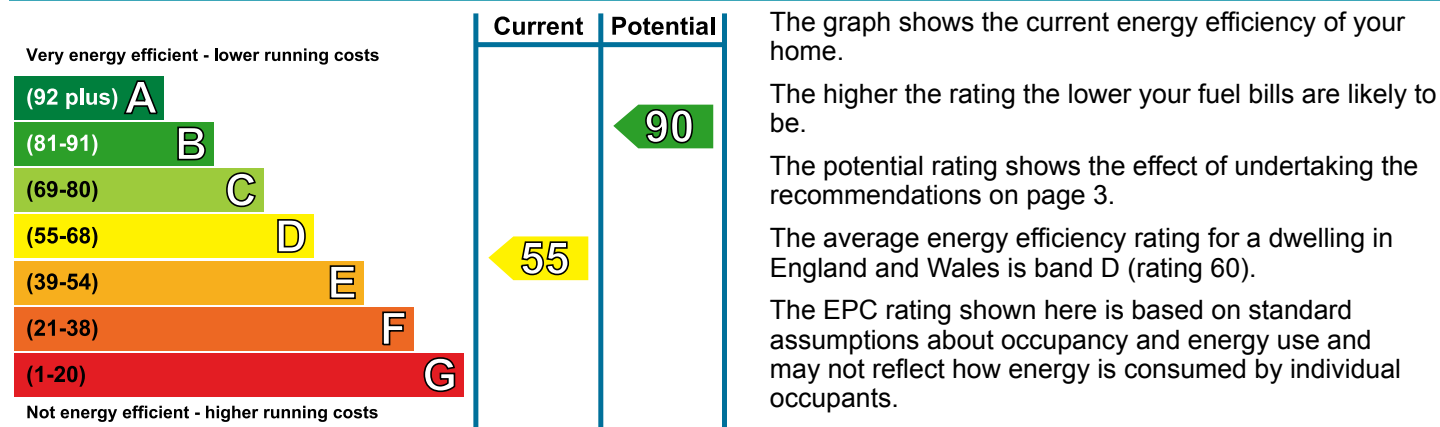 Current Potential
Very energy efficient - lower running costs
(92 plus) A
(81-91) B
(69-80) C
(55-68) D
(39-54) E
(21-38) F
(1-20) G
Not energy efficient - higher running costs
90
55
The graph shows the current energy efficiency of your
home.
The higher the rating the lower your fuel bills are likely to
be.
The potential rating shows the effect of undertaking the
recommendations on page 3.
The average energy efficiency rating for a dwelling in
England and Wales is band D (rating 60).
The EPC rating shown here is based on standard
assumptions about occupancy and energy use and
may not reflect how energy is consumed by individual
occupants.